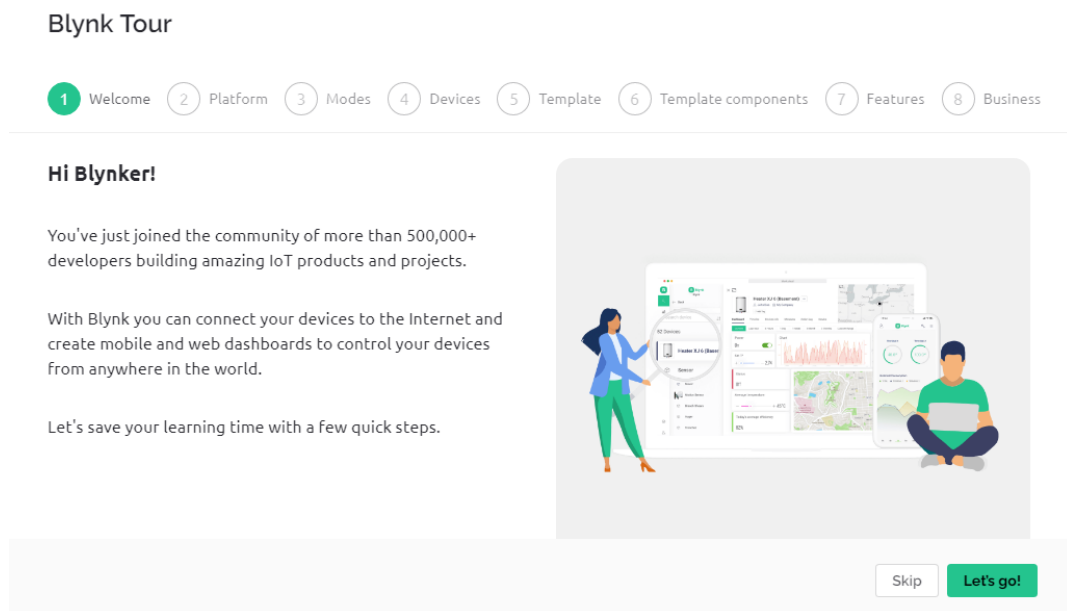 Blynk Tour
1 Welcome 2 Platform 3 Modes 4 Devices 5 Template 6 Template components 7 Features 8 Business
Hi Blynker!
You've just joined the community of more than 500,000+
developers building amazing IoT products and projects.
With Blynk you can connect your devices to the Internet and
create mobile and web dashboards to control your devices
from anywhere in the world.
Let's save your learning time with a few quick steps.
Skip Let's go!